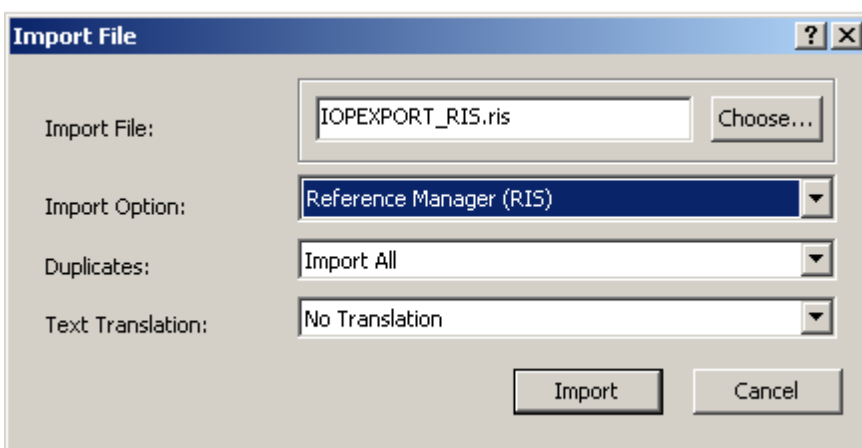 Import File
Import File: IOPEXPORT_RIS.ris Choose...
Import Option: Reference Manager (RIS)
Duplicates: Import All
Text Translation: No Translation
Import Cancel